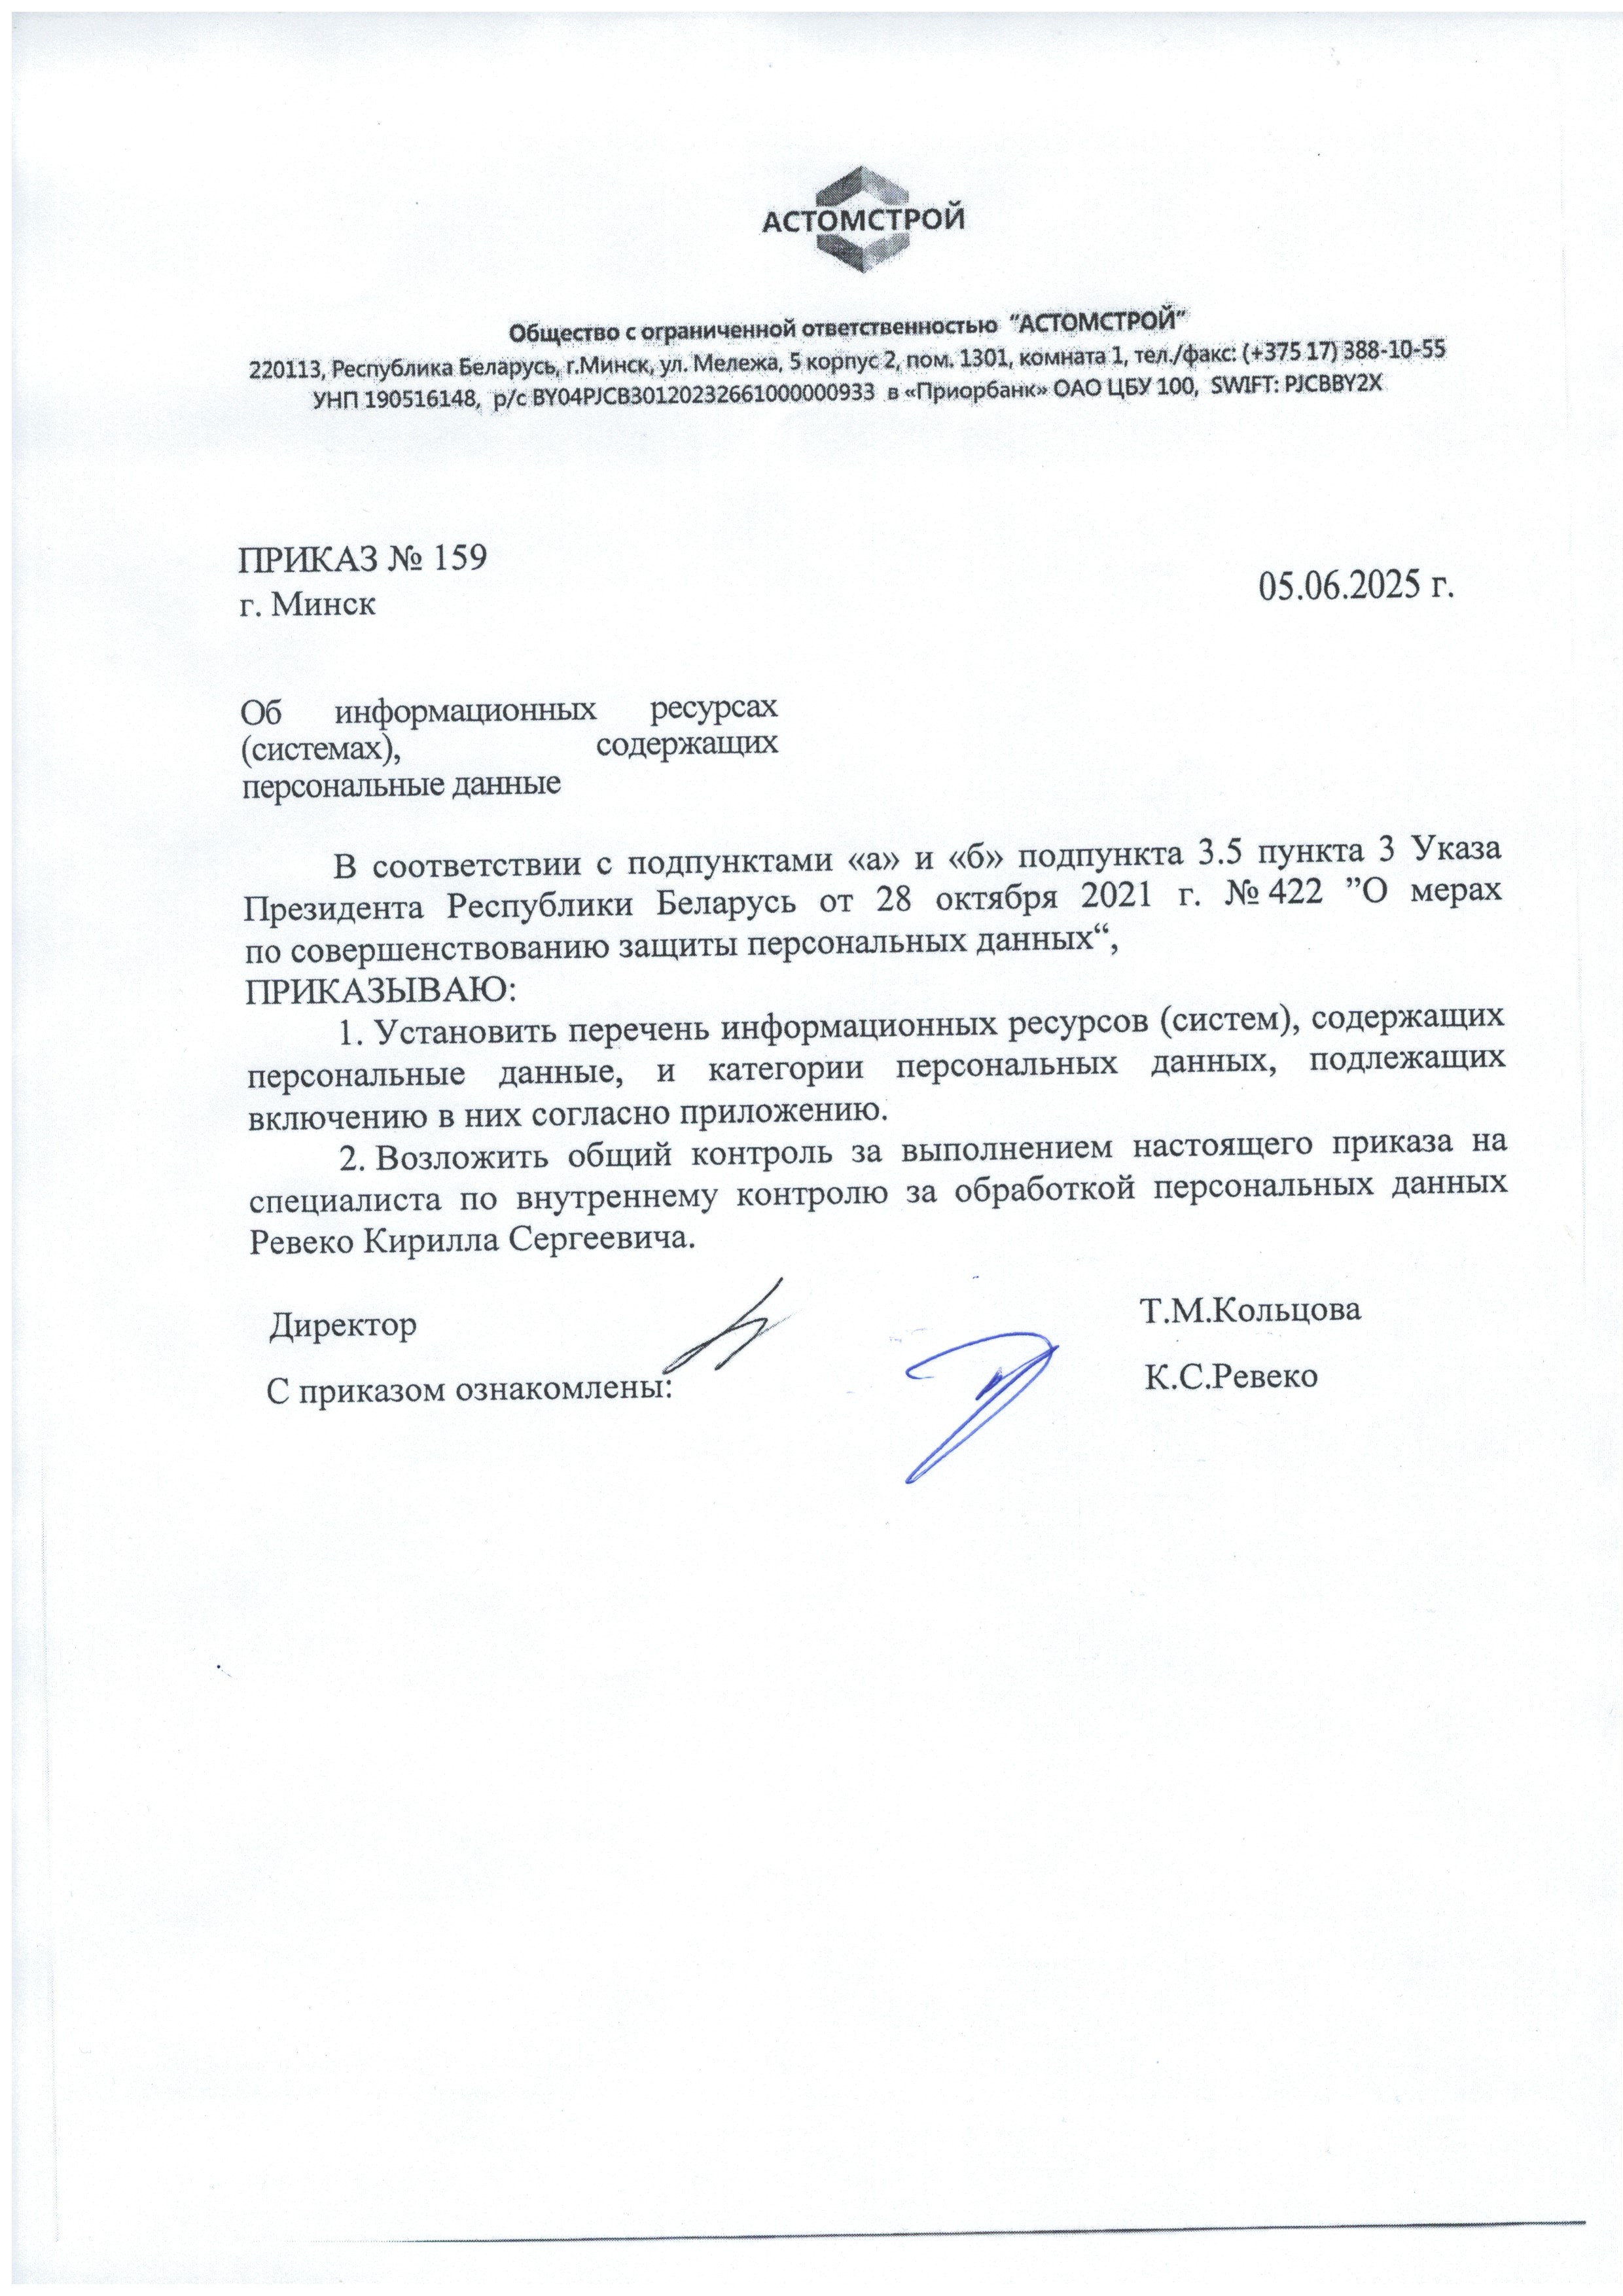 АСТОМСТРОЙ
Общество с ограниченной ответственностью “АСТОМСТРОЙ”
220113, Республика Беларусь, г.Минск, ул. Мележа, 5 корпус 2, пом. 1301, комната 1, тел./факс: (+375 17) 388-10-55
УНП 190516148, р/с BY04PJCB30120232661000000933 в «Приорбанк» ОАО ЦБУ 100, SWIFT: PJCBBY2X
ПРИКАЗ № 159
г. Минск
05.06.2025 г.
Об информационных ресурсах
(системах), содержащих
персональные данные
В соответствии с подпунктами «а» и «б» подпункта 3.5 пункта 3 Указа
Президента Республики Беларусь от 28 октября 2021 г. № 422 ”О мерах
по совершенствованию защиты персональных данных“,
ПРИКАЗЫВАЮ:
1. Установить перечень информационных ресурсов (систем), содержащих
персональные данные, и категории персональных данных, подлежащих
включению в них согласно приложению.
2. Возложить общий контроль за выполнением настоящего приказа на
специалиста по внутреннему контролю за обработкой персональных данных
Ревеко Кирилла Сергеевича.
Директор Т.М.Кольцова
С приказом ознакомлены: К.С.Ревеко